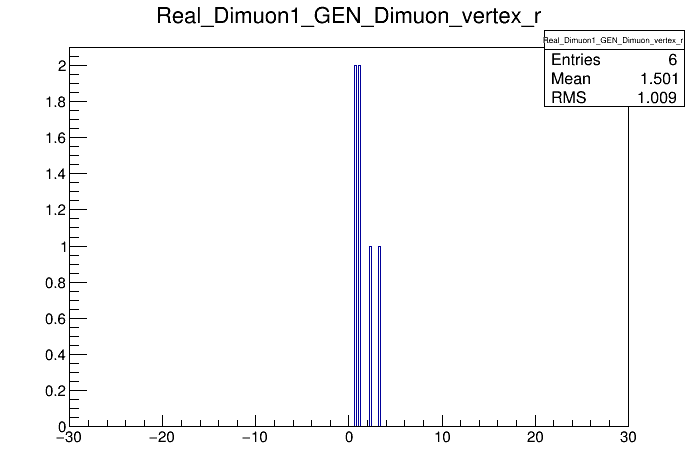 Real_Dimuon1_GEN_Dimuon_vertex_r
Real_Dimuon1_GEN_Dimuon_vertex_r
Entries 6
Mean 1.501
RMS 1.009
2
1.8
1.6
1.4
1.2
1
0.8
0.6
0.4
0.2
0
−30 −20 −10 0 10 20 30